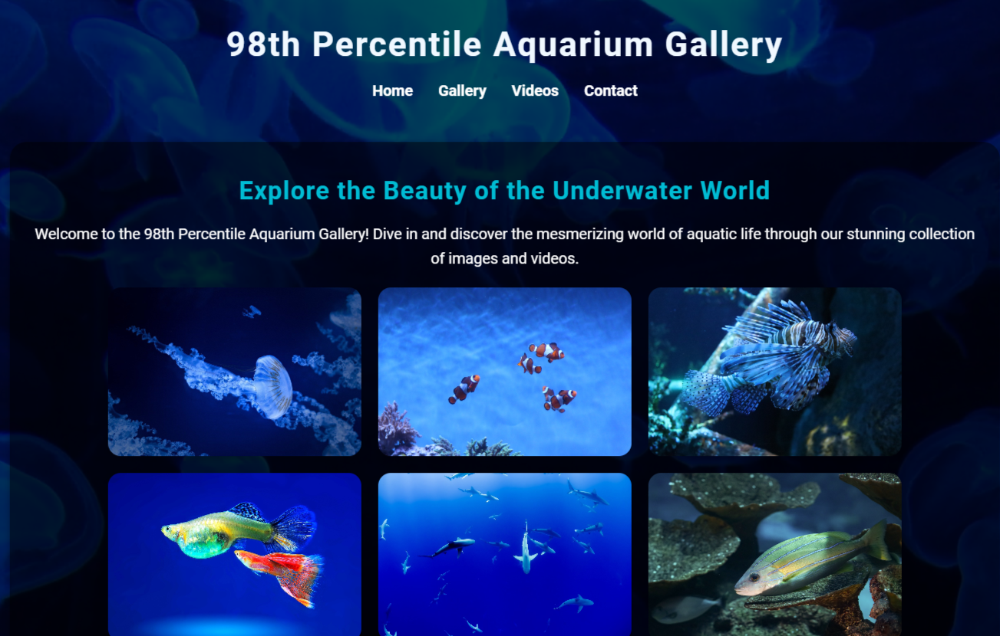 98th Percentile Aquarium Gallery
Home Gallery Videos Contact
Explore the Beauty of the Underwater World
Welcome to the 98th Percentile Aquarium Gallery! Dive in and discover the mesmerizing world of aquatic life through our stunning collection
of images and videos.